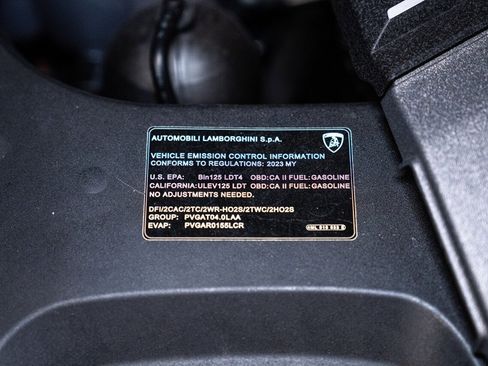 AUTOMOBILI LAMBORGHINI S.p.A.
VEHICLE EMISSION CONTROL INFORMATION
CONFORMS TO REGULATIONS: 2023 MY
U.S. EPA: Bin125 LDT4 OBD:CA II FUEL:GASOLINE
CALIFORNIA:ULEV125 LDT OBD:CA II FUEL:GASOLINE
NO ADJUSTMENTS NEEDED.
DFI/2CAC/2TC/2WR-HO2S/2TWC/2HO2S
GROUP: PVGAT04.0LAA
EVAP: PVGAR0155LCR